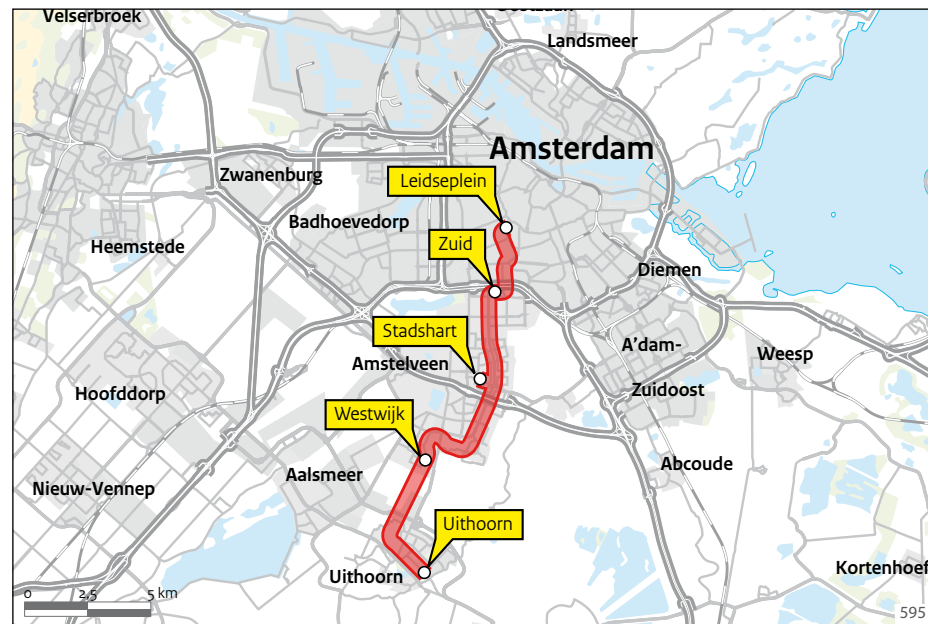 Velserbroek
Landsmeer
Amsterdam
Leidseplein
Zwanenburg
Badhoevedorp
Heemstede
Zuid
Diemen
Stadshart
A'dam-
Zuidoost
Amstelveen
Weesp
Hoofddorp
Westwijk
Abcoude
Aalsmeer
Nieuw-Vennep
Uithoorn
Uithoorn
Kortenhoef
0 2,5 5 km
595